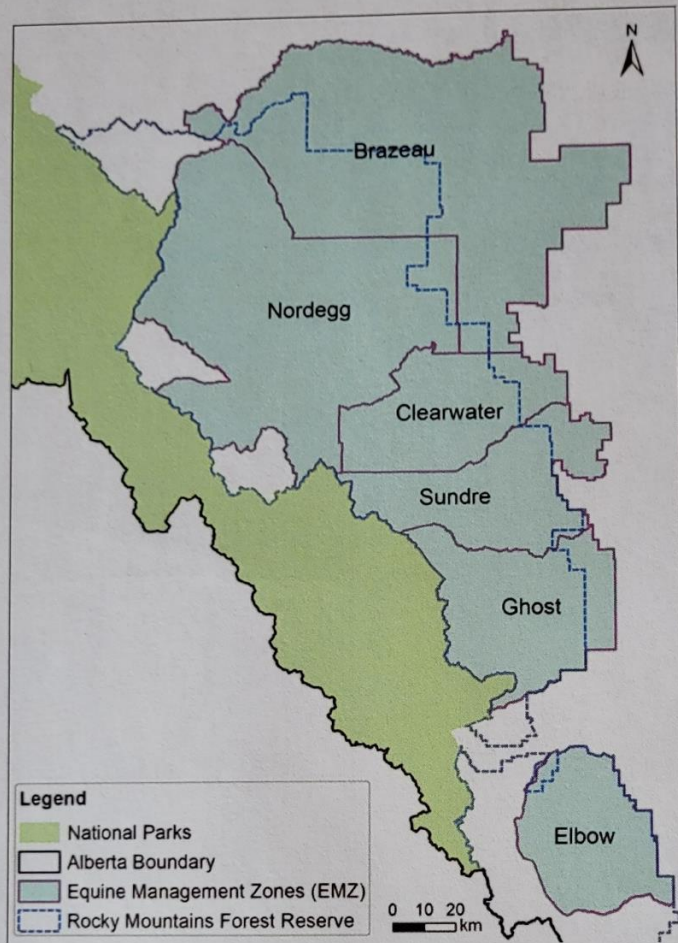 N
Brazeau
Nordegg
Clearwater
Sundre
Ghost
Elbow
Legend
National Parks
Alberta Boundary
Equine Management Zones (EMZ)
Rocky Mountains Forest Reserve
0 10 20
km